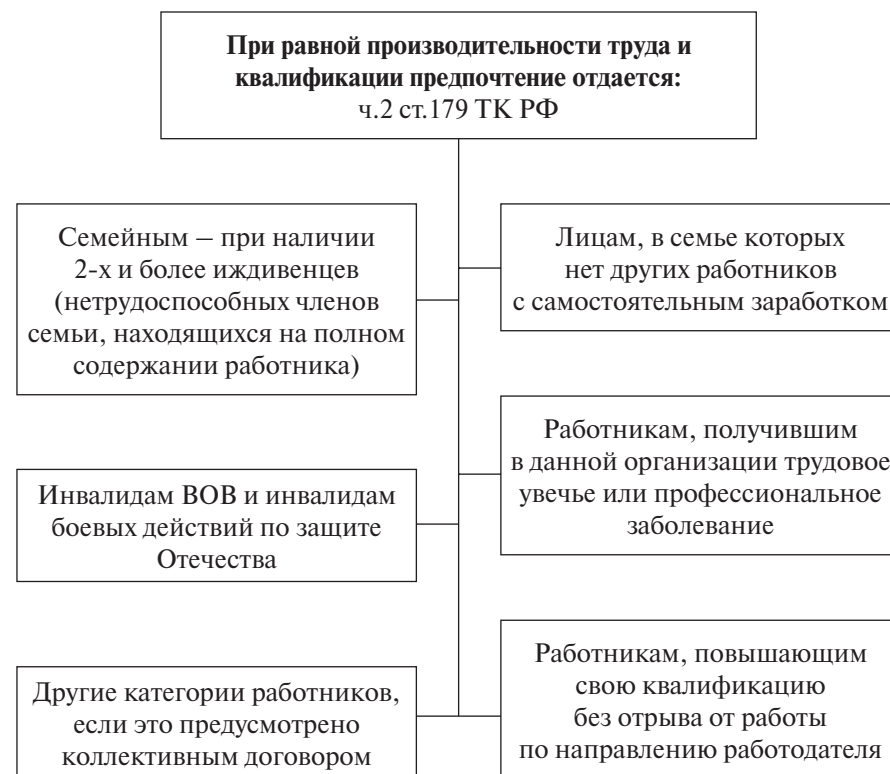 При равной производительности труда и
квалификации предпочтение отдается:
ч.2 ст.179 ТК РФ
Семейным – при наличии
2-х и более иждивенцев
(нетрудоспособных членов
семьи, находящихся на полном
содержании работника)
Лицам, в семье которых
нет других работников
с самостоятельным заработком
Инвалидам ВОВ и инвалидам
боевых действий по защите
Отечества
Работникам, получившим
в данной организации трудовое
увечье или профессиональное
заболевание
Другие категории работников,
если это предусмотрено
коллективным договором
Работникам, повышающим
свою квалификацию
без отрыва от работы
по направлению работодателя